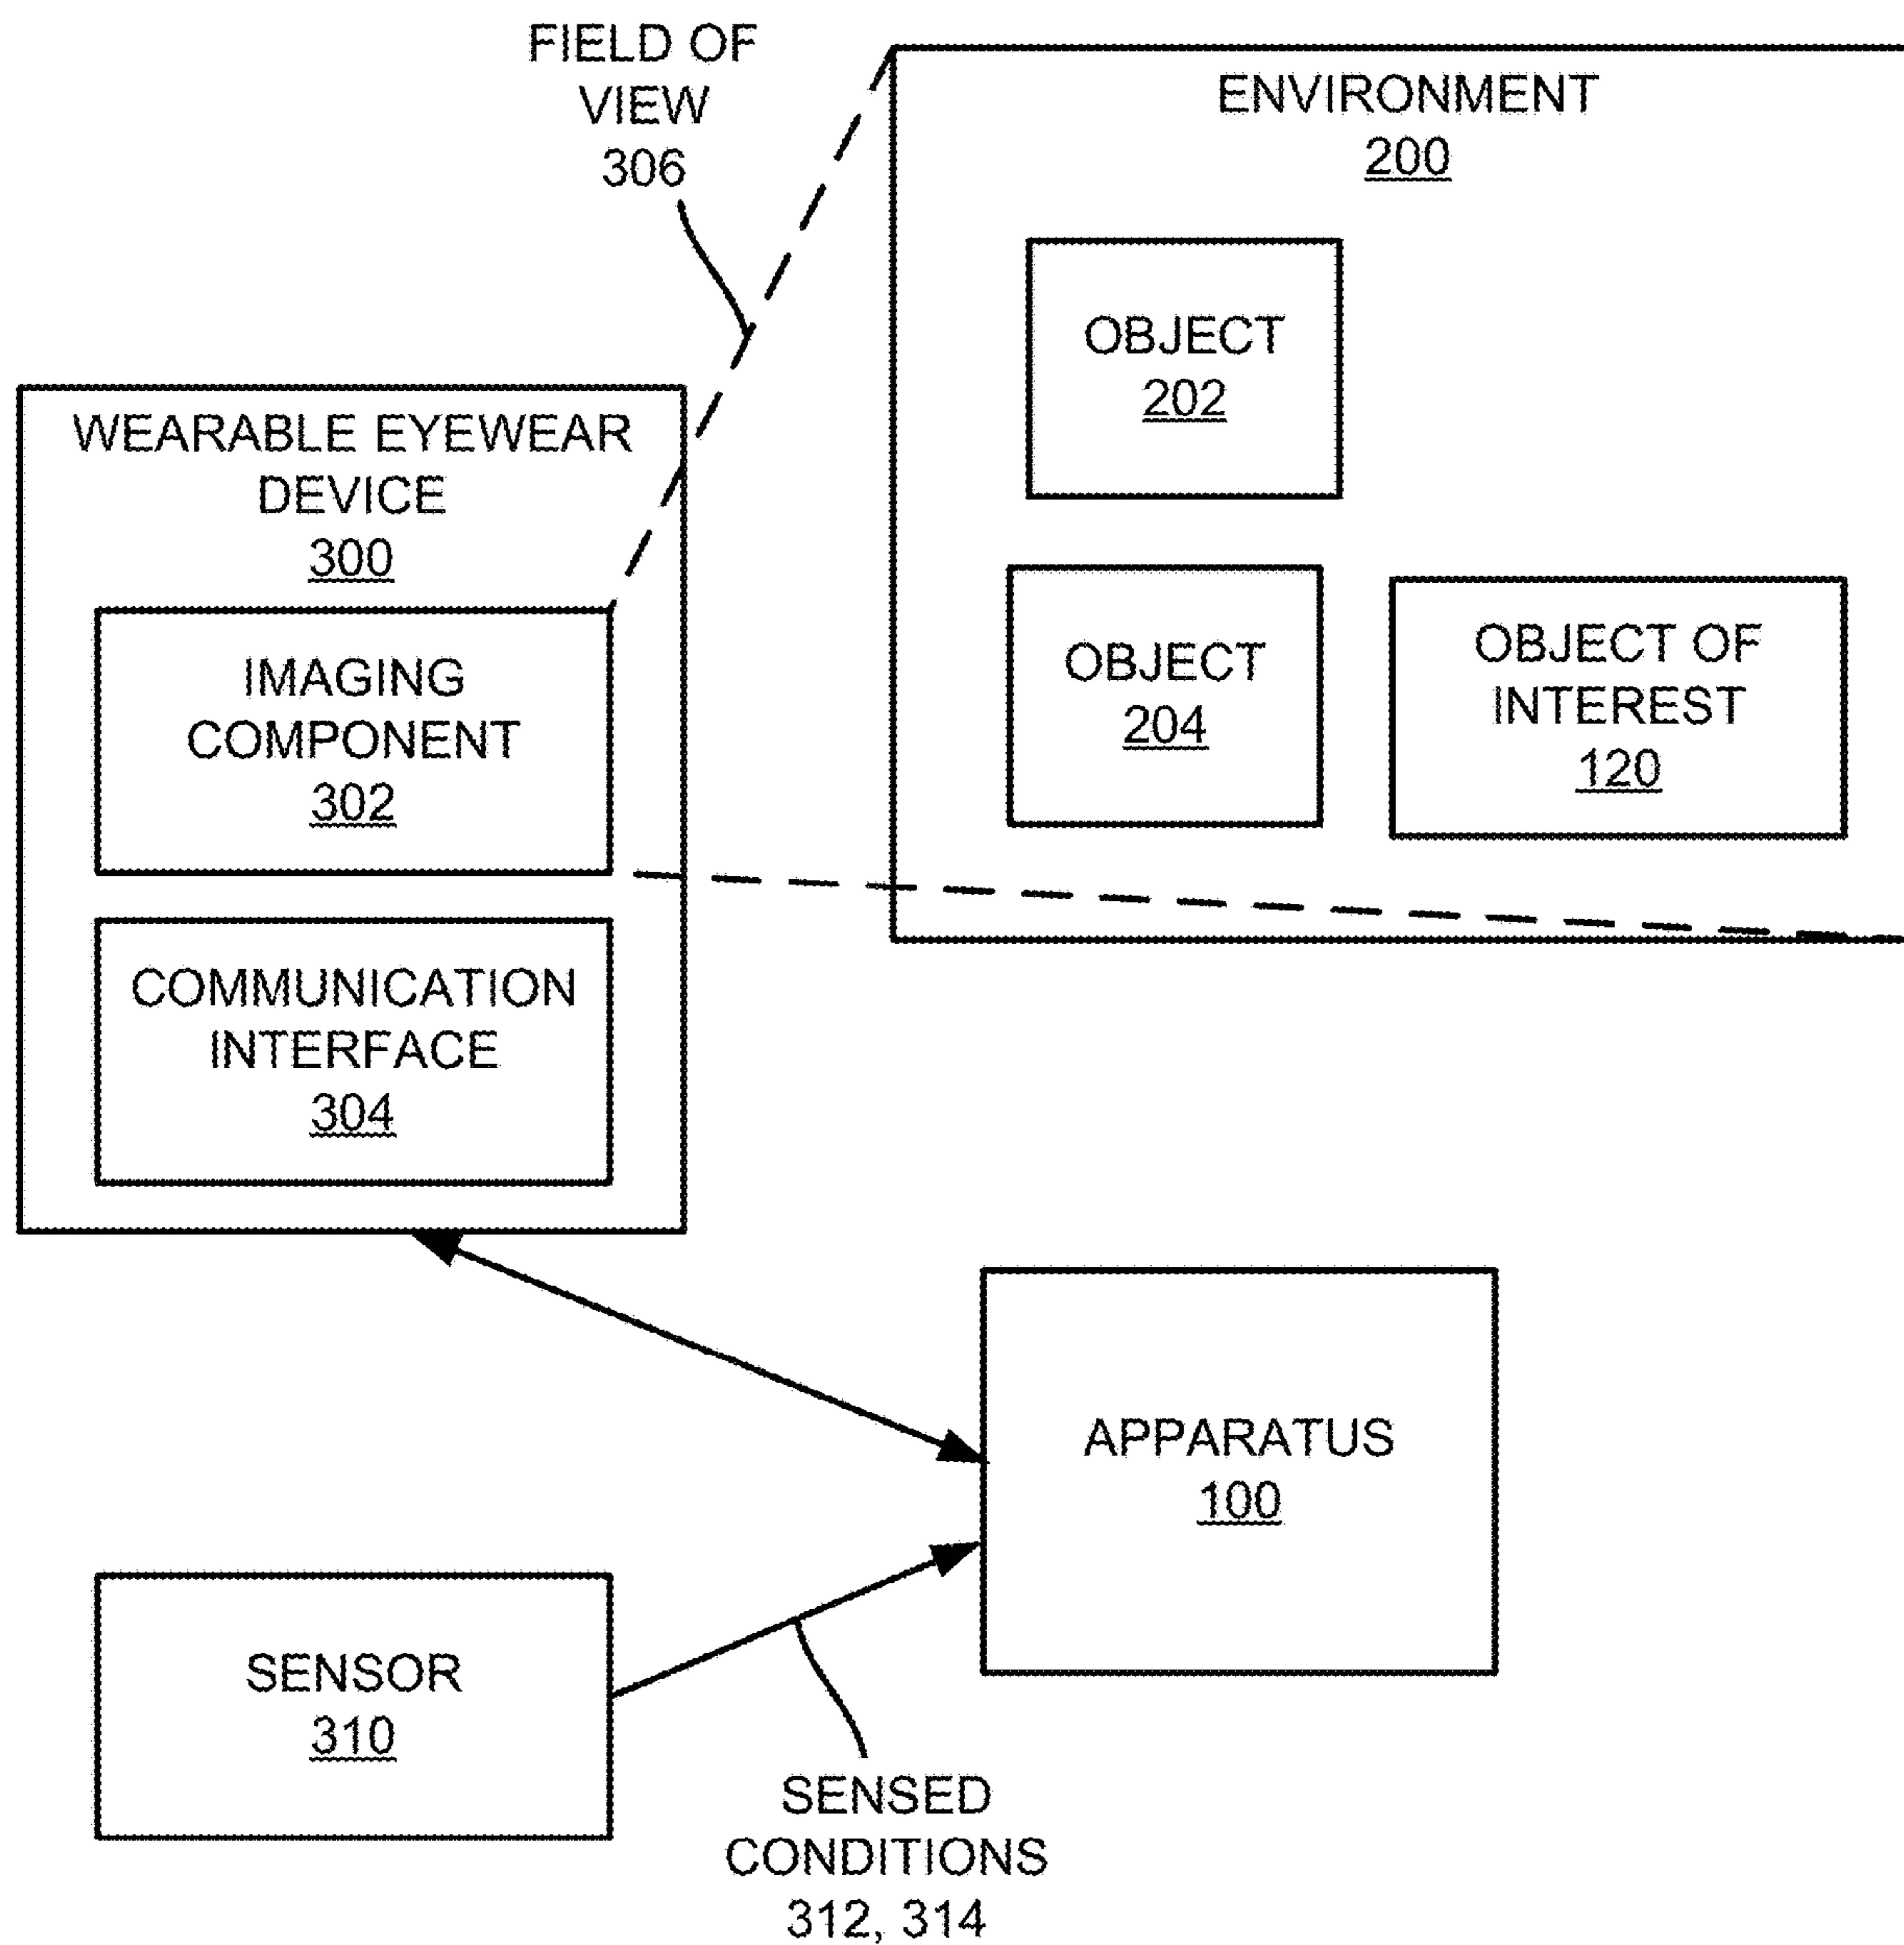 FIELD OF
VIEW
306
ENVIRONMENT
200
OBJECT
202
WEARABLE EYEWEAR
DEVICE
300
OBJECT
204
OBJECT OF
INTEREST
120
IMAGING
COMPONENT
302
COMMUNICATION
INTERFACE
304
APPARATUS
100
SENSOR
310
SENSED
CONDITIONS
312, 314